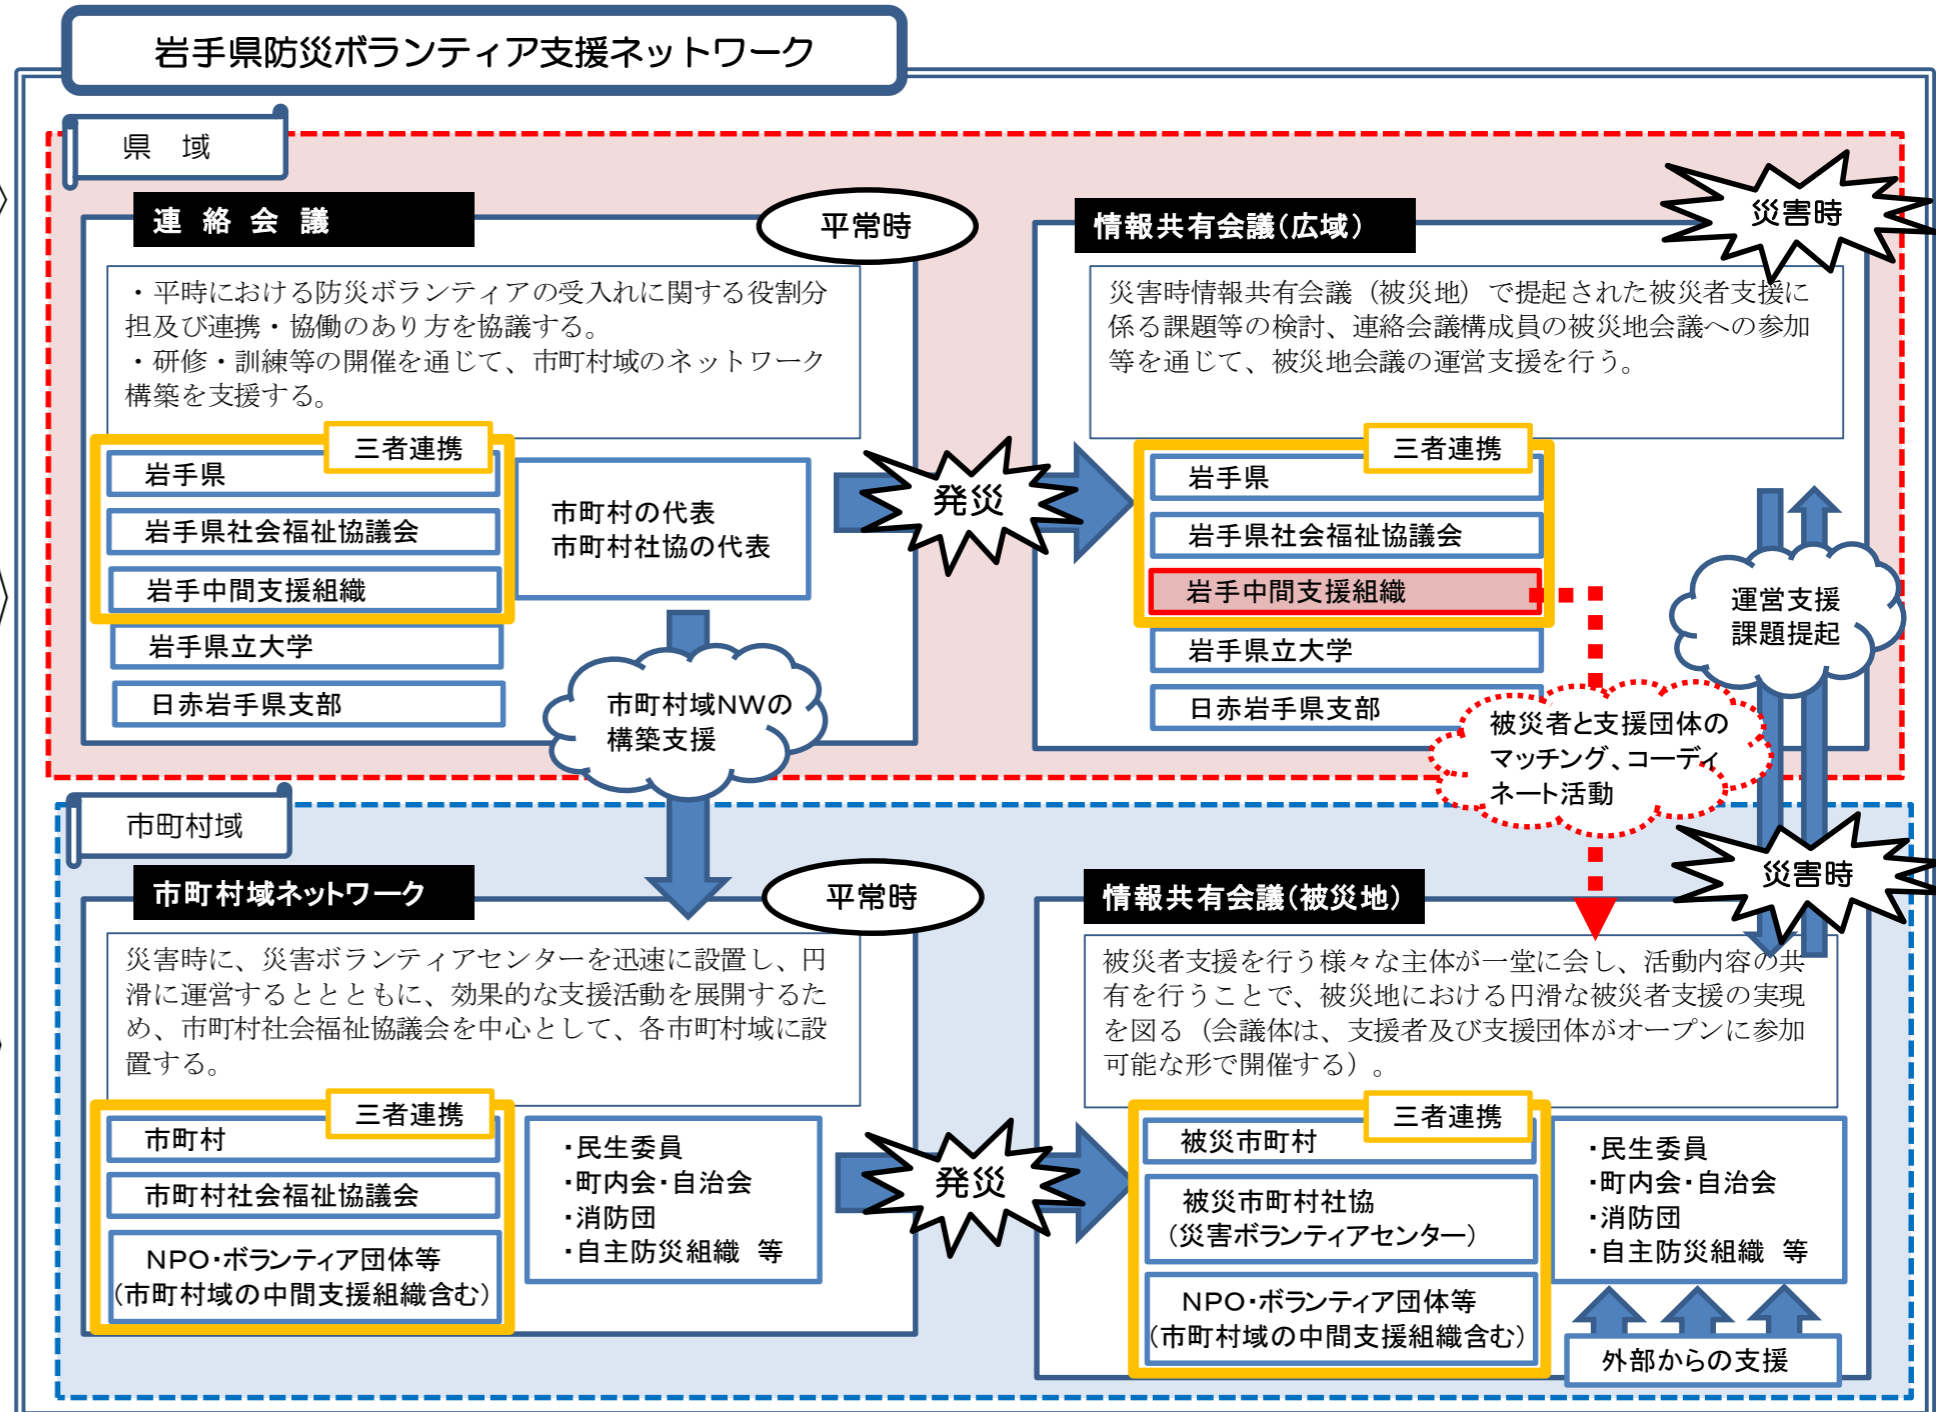 岩手県防災ボランティア支援ネットワーク
県　域
連 絡 会 議
平常時
・平時における防災ボランティアの受入れに関する役割分
担及び連携・協働のあり方を協議する。
・研修・訓練等の開催を通じて、市町村域のネットワーク
構築を支援する。
三者連携
岩手県
岩手県社会福祉協議会
岩手中間支援組織
岩手県立大学
日赤岩手県支部
市町村の代表
市町村社協の代表
発災
情報共有会議(広域)
災害時
災害時情報共有会議（被災地）で提起された被災者支援に
係る課題等の検討、連絡会議構成員の被災地会議への参加
等を通じて、被災地会議の運営支援を行う。
三者連携
岩手県
岩手県社会福祉協議会
岩手中間支援組織
岩手県立大学
日赤岩手県支部
運営支援
課題提起
市町村域NWの
構築支援
被災者と支援団体の
マッチング、コーディ
ネート活動
市町村域
市町村域ネットワーク
平常時
災害時に、災害ボランティアセンターを迅速に設置し、円
滑に運営するととともに、効果的な支援活動を展開するた
め、市町村社会福祉協議会を中心として、各市町村域に設
置する。
三者連携
市町村
市町村社会福祉協議会
NPO・ボランティア団体等
(市町村域の中間支援組織含む)
・民生委員
・町内会・自治会
・消防団
・自主防災組織 等
発災
情報共有会議(被災地)
災害時
被災者支援を行う様々な主体が一堂に会し、活動内容の共
有を行うことで、被災地における円滑な被災者支援の実現
を図る（会議体は、支援者及び支援団体がオープンに参加
可能な形で開催する）。
三者連携
被災市町村
被災市町村社協
(災害ボランティアセンター)
NPO・ボランティア団体等
(市町村域の中間支援組織含む)
・民生委員
・町内会・自治会
・消防団
・自主防災組織 等
外部からの支援